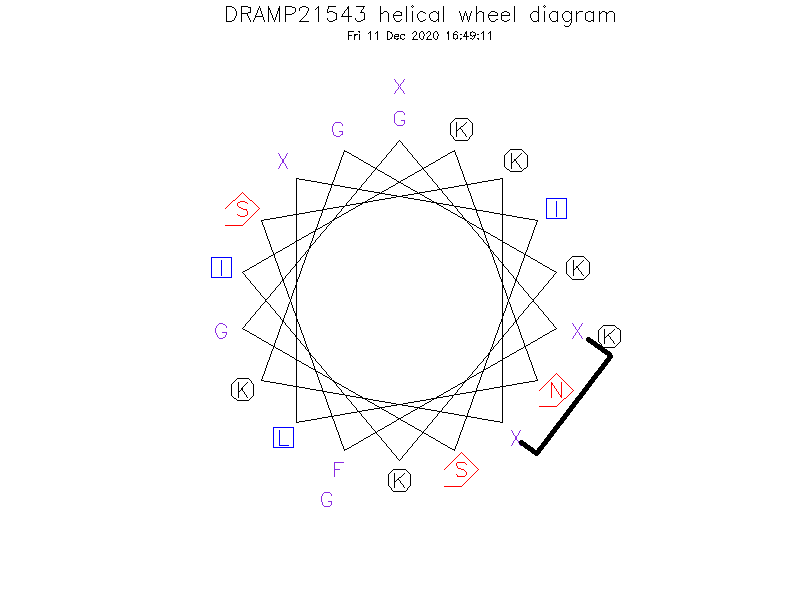 DRAMP21543 helical wheel diagram
Fri 11 Dec 2020 16:49:11
X
G
G
K
X
K
S
I
I
K
G
X
K
K
N
L
X
F
S
K
G